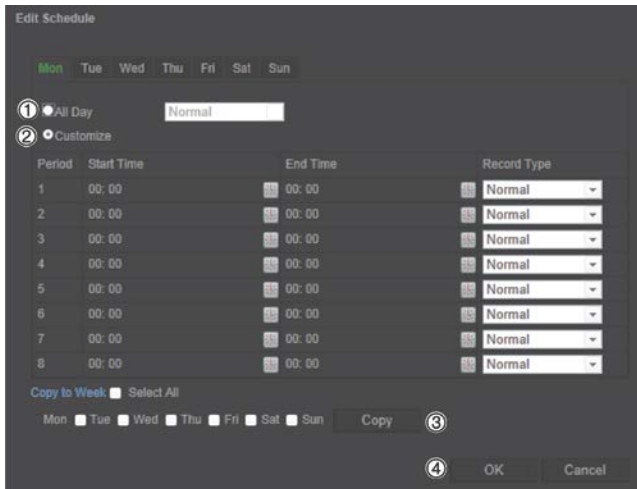 Edit Schedule
Mon Tue Wed Thu Fri Sat Sun
① All Day Normal
② Customize
Period Start Time End Time Record Type
1 00: 00 00: 00 Normal
2 00: 00 00: 00 Normal
3 00: 00 00: 00 Normal
4 00: 00 00: 00 Normal
5 00: 00 00: 00 Normal
6 00: 00 00: 00 Normal
7 00: 00 00: 00 Normal
8 00: 00 00: 00 Normal
Copy to Week Select All
Mon Tue Wed Thu Fri Sat Sun Copy ③
④ OK Cancel